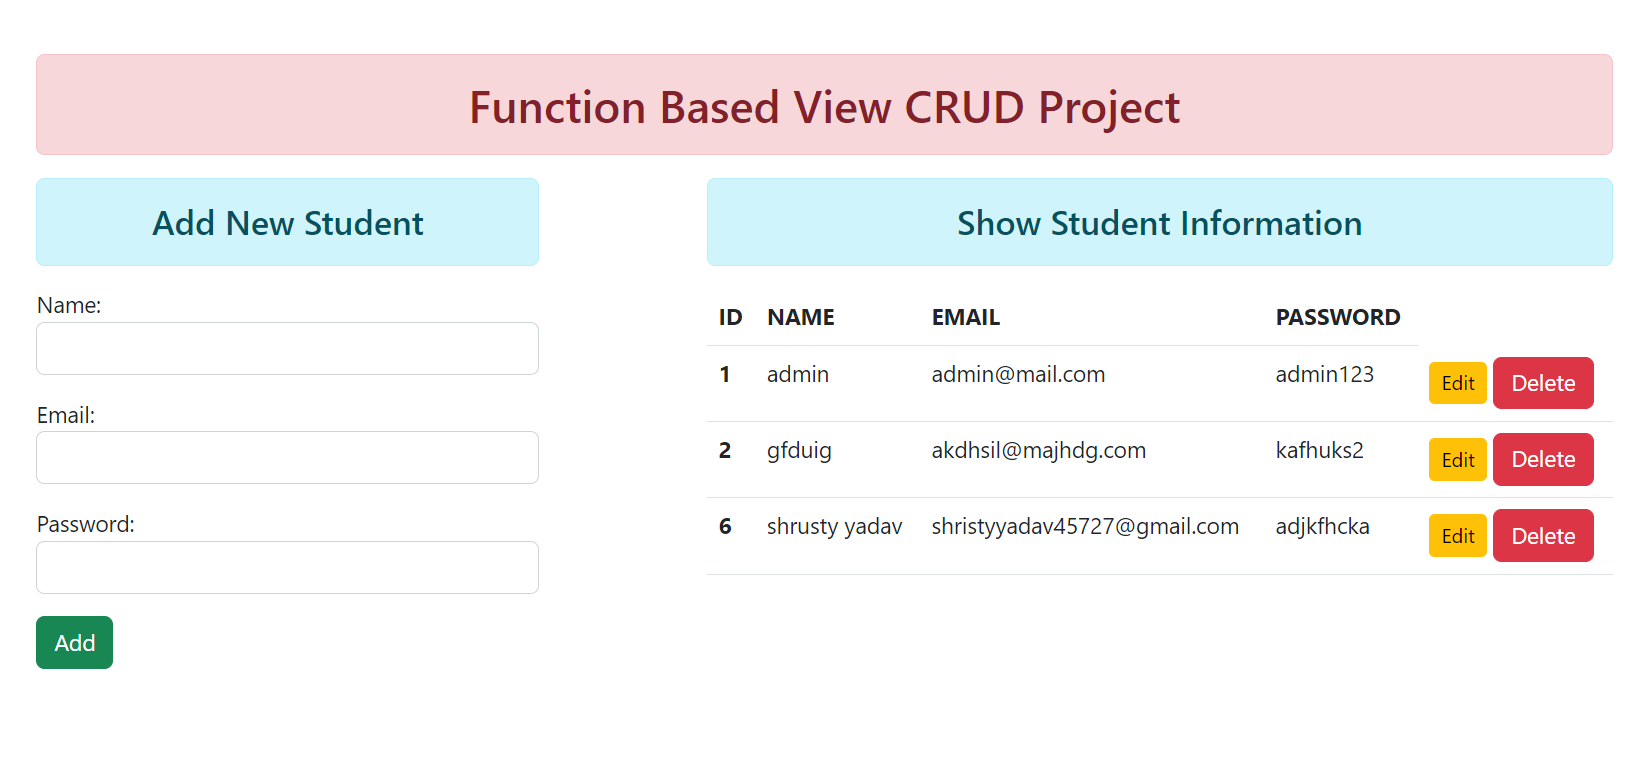 Function Based View CRUD Project
Add New Student
Name:
Email:
Password:
Add
Show Student Information
ID NAME EMAIL PASSWORD
1 admin admin@mail.com admin123 Edit Delete
2 gfduig akdhsil@majhdg.com kafhuks2 Edit Delete
6 shrusty yadav shristyyadav45727@gmail.com adjkfhcka Edit Delete